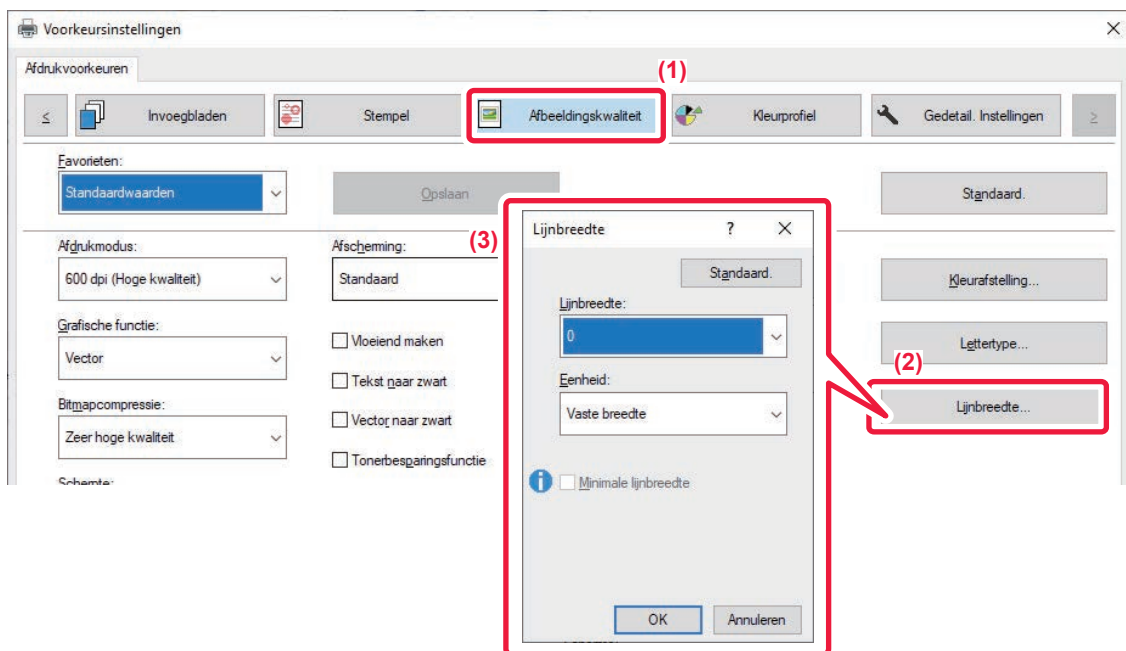 Voorkeursinstellingen
Afdrukvoorkeuren
(1)
≤ Invoegbladen Stempel Afbeeldingskwaliteit Kleurprofiel Gedetail. Instellingen ≥
Favorieten:
Standaardwaarden Opslaan Standaard.
Afdrukmodus: Afscherming:
600 dpi (Hoge kwaliteit) Standaard Kleurafstelling...
Grafische functie:
Vector
Vloeiend maken Lettertype...
Tekst naar zwart
(2)
Bitmapcompressie:
Zeer hoge kwaliteit
Vector naar zwart Lijnbreedte...
Tonerbesparingsfunctie
Scherpte:
(3)
Lijnbreedte ?
Standaard.
Lijnbreedte:
0
Eenheid:
Vaste breedte
Minimale lijnbreedte
OK Annuleren